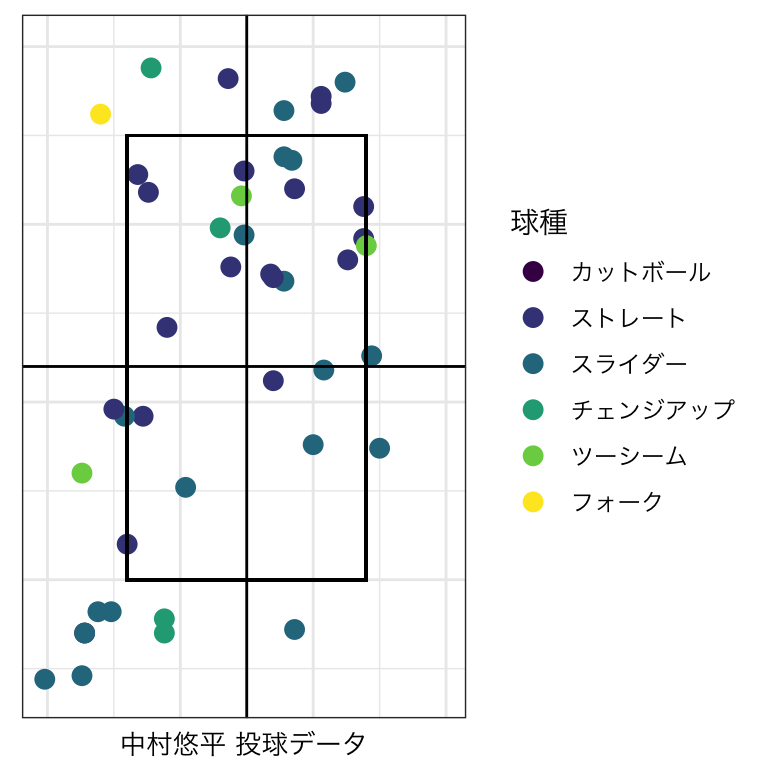 球種
カットボール
ストレート
スライダー
チェンジアップ
ツーシーム
フォーク
中村悠平 投球データ